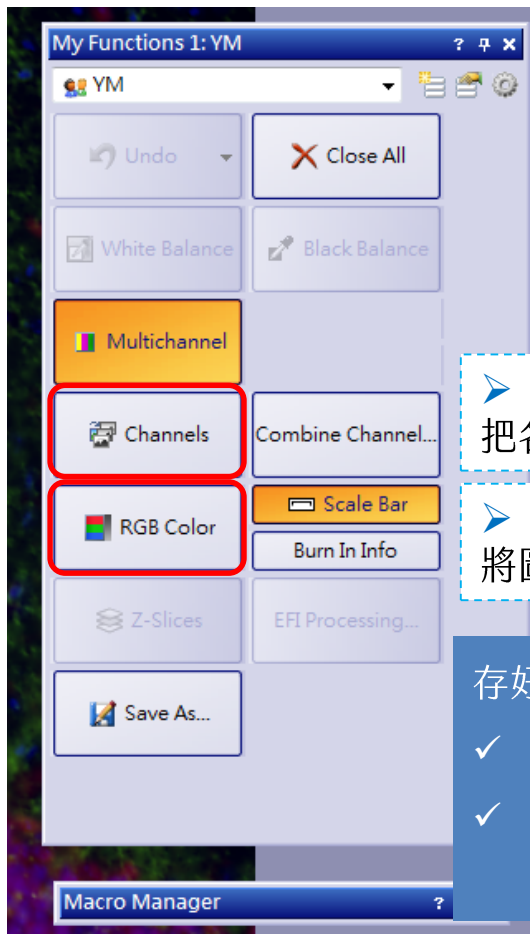 My Functions 1: YM
YM
Undo
Close All
White Balance
Black Balance
Multichannel
Channels
Combine Channel...
RGB Color
Scale Bar
Burn In Info
Z-Slices
EFI Processing...
Save As...
把
將
存好
Macro Manager